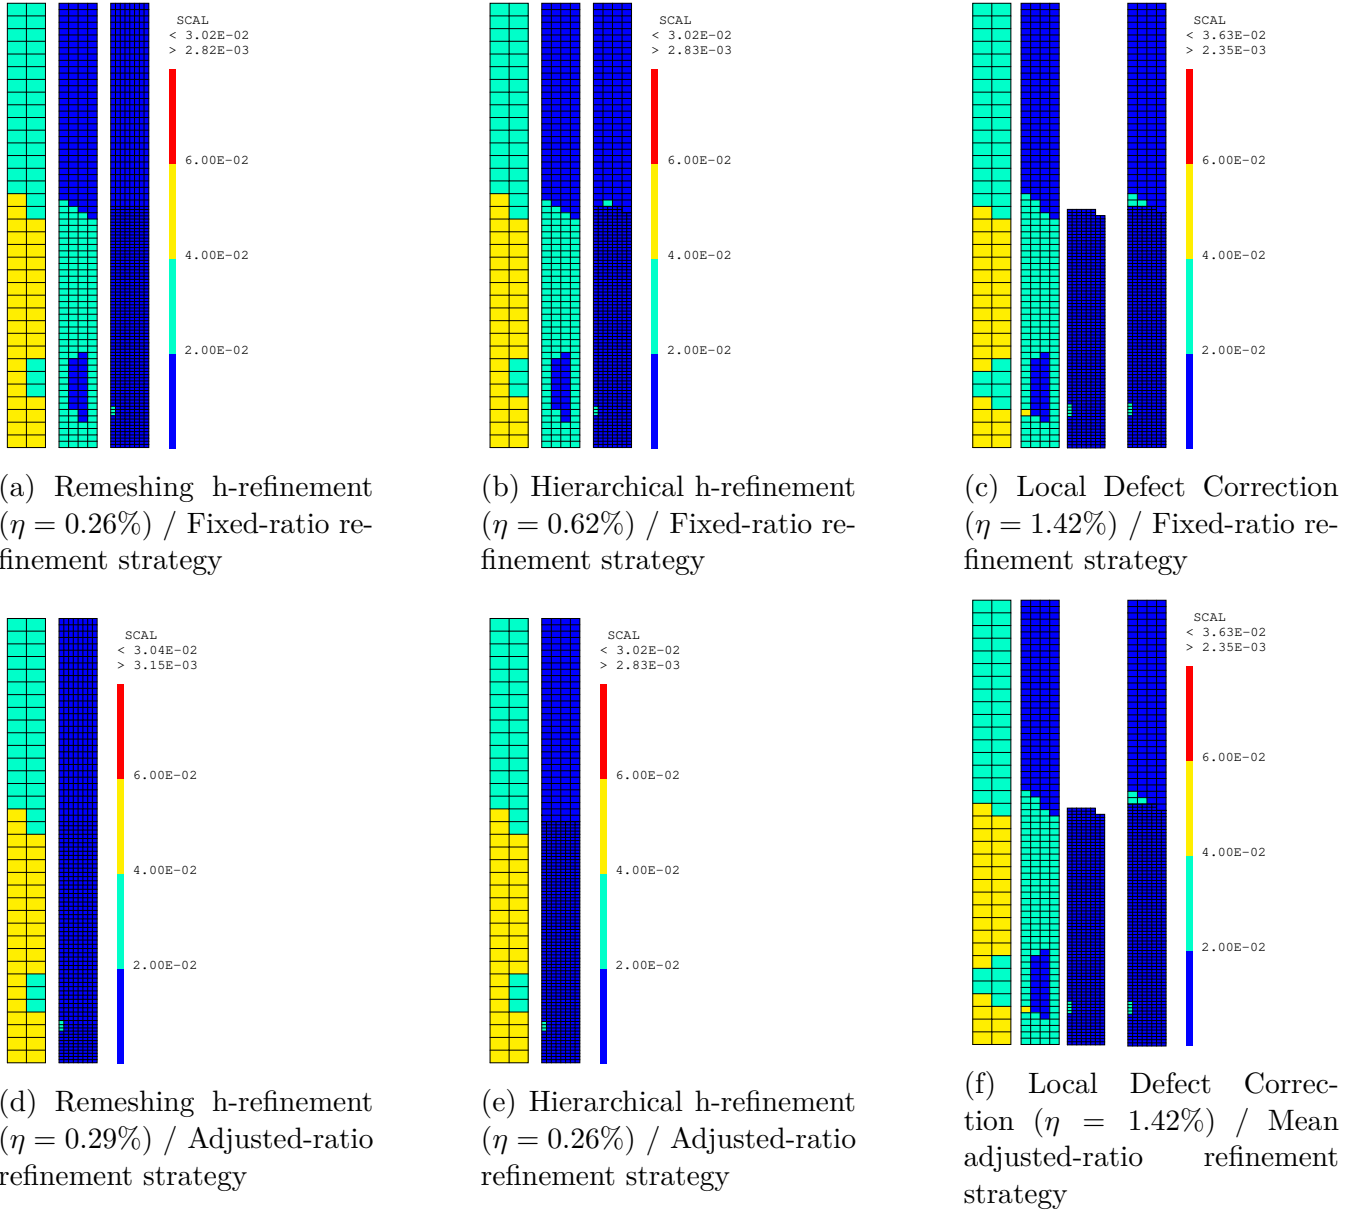 SCAL
< 3.02E-02
> 2.82E-03
6.00E-02
4.00E-02
2.00E-02
(a) Remeshing h-refinement
(η = 0.26%) / Fixed-ratio re-
finement strategy
SCAL
< 3.02E-02
> 2.83E-03
6.00E-02
4.00E-02
2.00E-02
(b) Hierarchical h-refinement
(η = 0.62%) / Fixed-ratio re-
finement strategy
SCAL
< 3.63E-02
> 2.35E-03
6.00E-02
4.00E-02
2.00E-02
(c) Local Defect Correction
(η = 1.42%) / Fixed-ratio re-
finement strategy
SCAL
< 3.04E-02
> 3.15E-03
6.00E-02
4.00E-02
2.00E-02
(d) Remeshing h-refinement
(η = 0.29%) / Adjusted-ratio
refinement strategy
SCAL
< 3.02E-02
> 2.83E-03
6.00E-02
4.00E-02
2.00E-02
(e) Hierarchical h-refinement
(η = 0.26%) / Adjusted-ratio
refinement strategy
SCAL
< 3.63E-02
> 2.35E-03
6.00E-02
4.00E-02
2.00E-02
(f) Local Defect Correc-
tion (η = 1.42%) / Mean
adjusted-ratio refinement
strategy